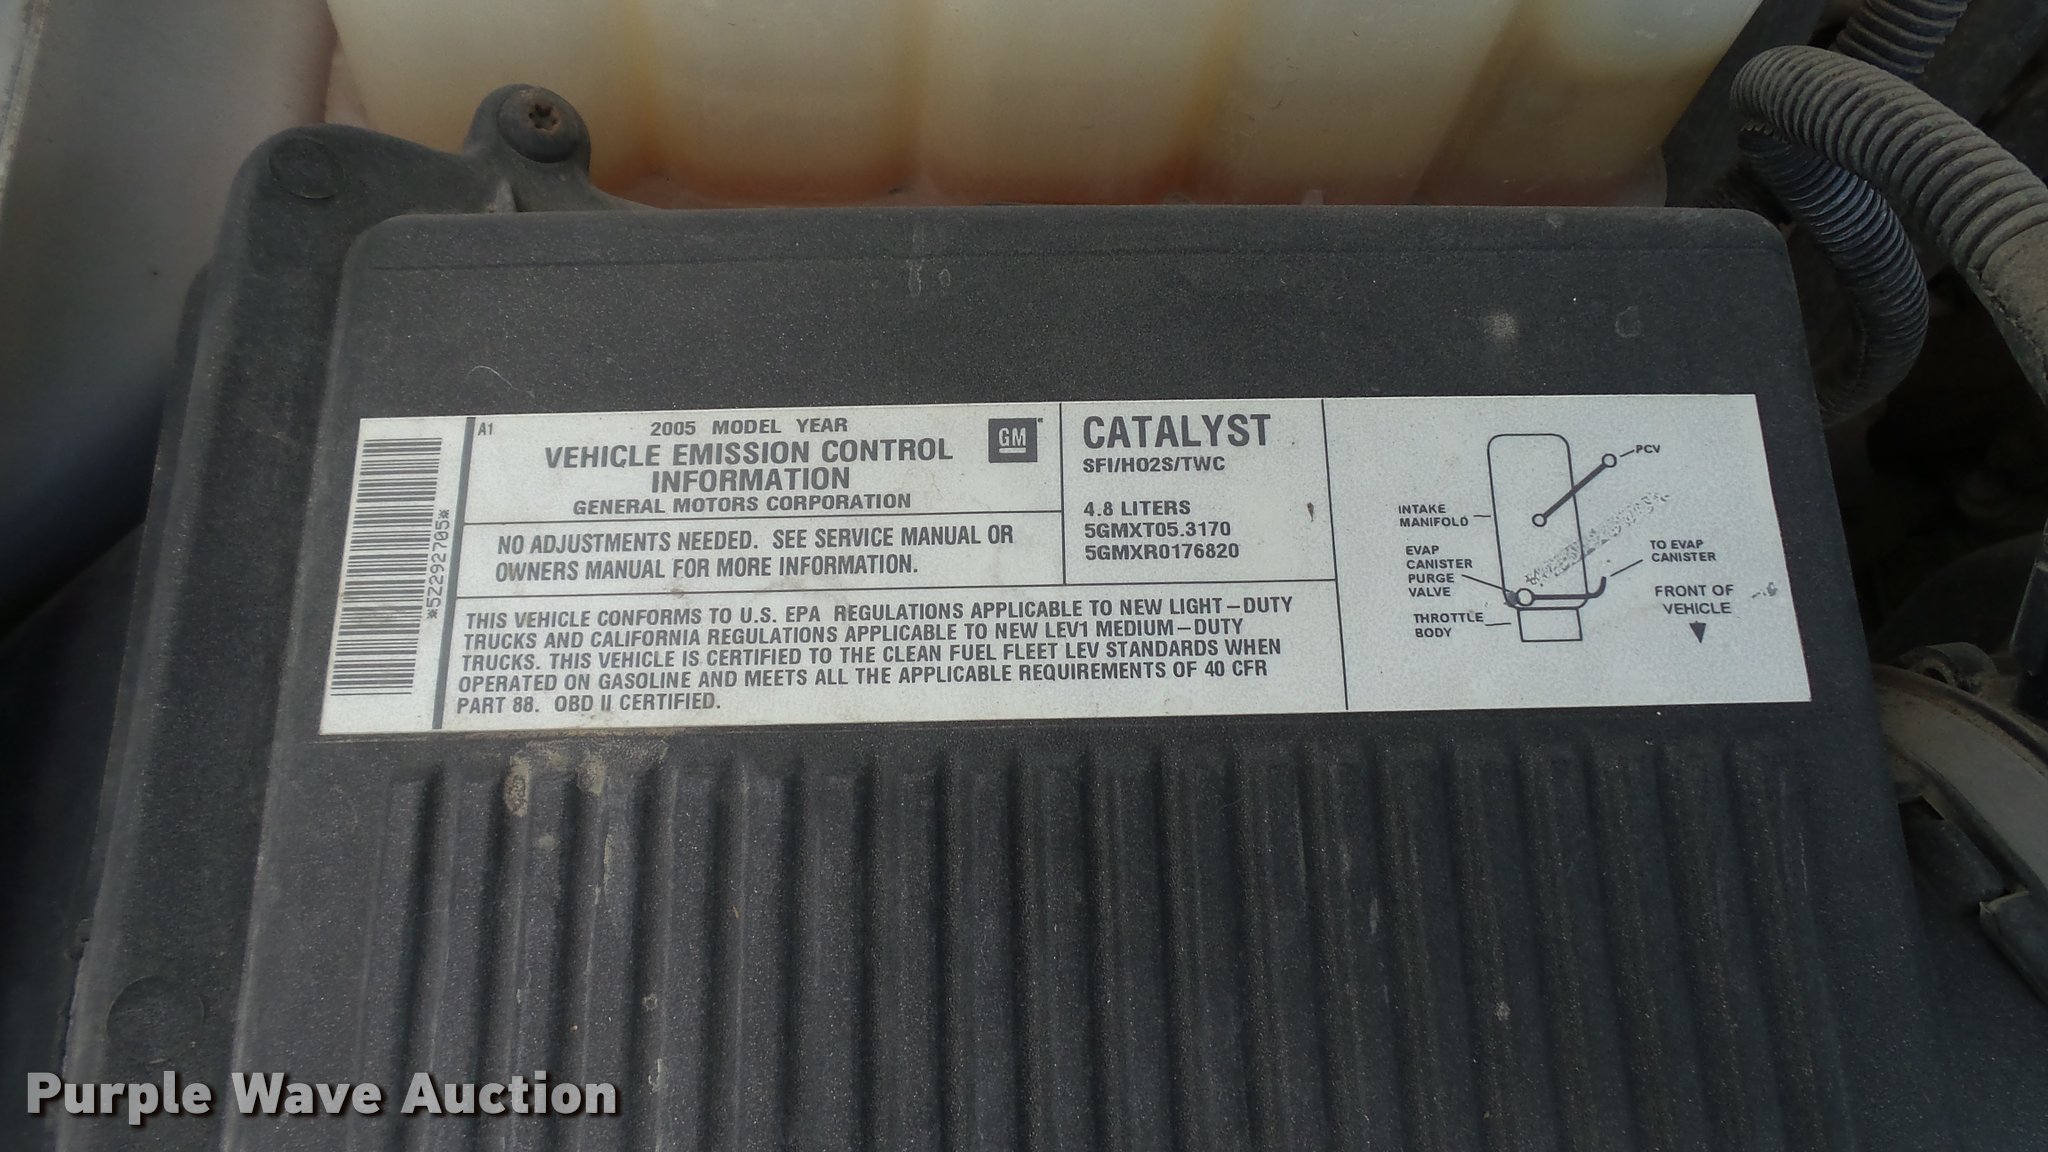 A1
2005 MODEL YEAR
VEHICLE EMISSION CONTROL
INFORMATION
GENERAL MOTORS CORPORATION
GM
NO ADJUSTMENTS NEEDED. SEE SERVICE MANUAL OR
OWNERS MANUAL FOR MORE INFORMATION.
CATALYST
SFI/HO2S/TWC
4.8 LITERS
5GMXT05.3170
5GMXR0176820
THIS VEHICLE CONFORMS TO U.S. EPA REGULATIONS APPLICABLE TO NEW LIGHT-DUTY
TRUCKS AND CALIFORNIA REGULATIONS APPLICABLE TO NEW LEV1 MEDIUM-DUTY
TRUCKS. THIS VEHICLE IS CERTIFIED TO THE CLEAN FUEL FLEET LEV STANDARDS WHEN
OPERATED ON GASOLINE AND MEETS ALL THE APPLICABLE REQUIREMENTS OF 40 CFR
PART 88. OBD II CERTIFIED.
*52292705*
PCV
INTAKE
MANIFOLD
EVAP
CANISTER
PURGE
VALVE
THROTTLE
BODY
TO EVAP
CANISTER
FRONT OF
VEHICLE
Purple Wave Auction